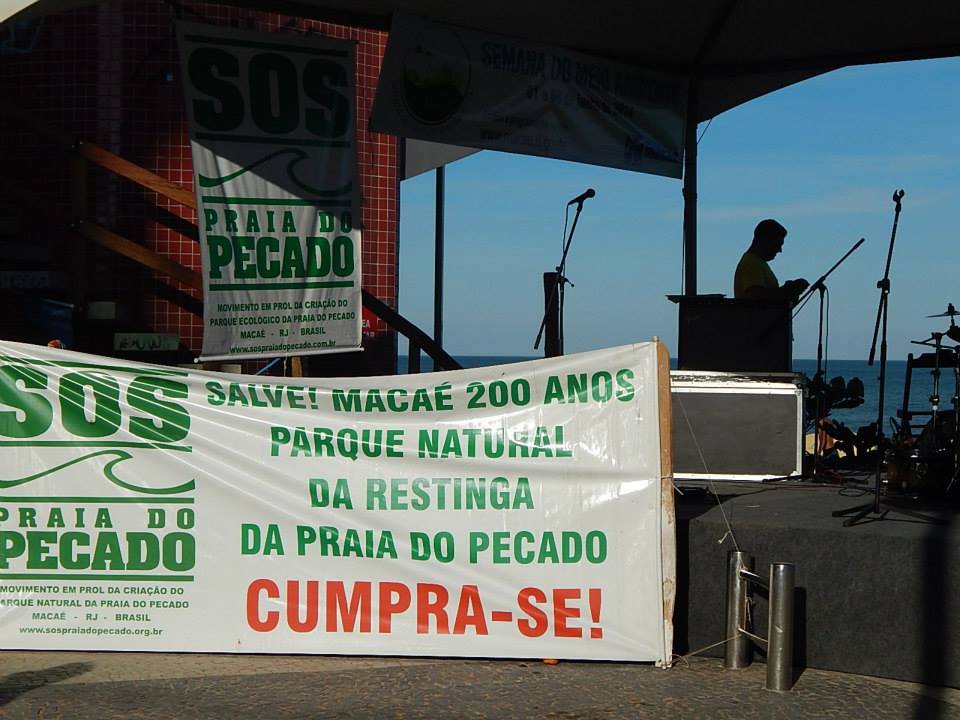 SOS
PRAIA DO
PECADO
MOVIMENTO EM PROL DA CRIAÇÃO DO
PARQUE ECOLÓGICO DA PRAIA DO PECADO
MACAÉ - RJ - BRASIL
www.sospraiadopecado.com.br
SEMANA DO MEIO AMBIENTE
SOS
PRAIA DO
PECADO
MOVIMENTO EM PROL DA CRIAÇÃO DO
PARQUE NATURAL DA PRAIA DO PECADO
MACAÉ - RJ - BRASIL
www.sospraiadopecado.org.br
SALVE! MACAÉ 200 ANOS
PARQUE NATURAL
DA RESTINGA
DA PRAIA DO PECADO
CUMPRA-SE!